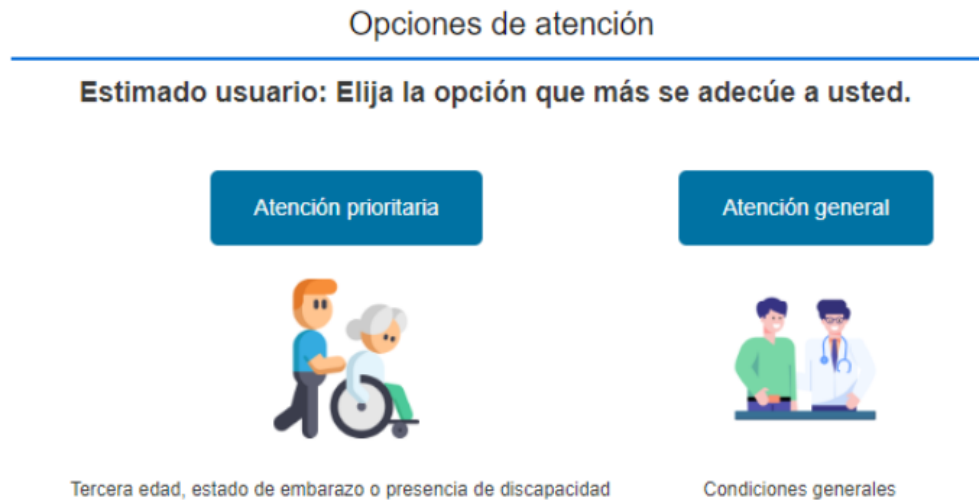 Opciones de atención
Estimado usuario: Elija la opción que más se adecúe a usted.
Atención prioritaria
Atención general
Tercera edad, estado de embarazo o presencia de discapacidad
Condiciones generales